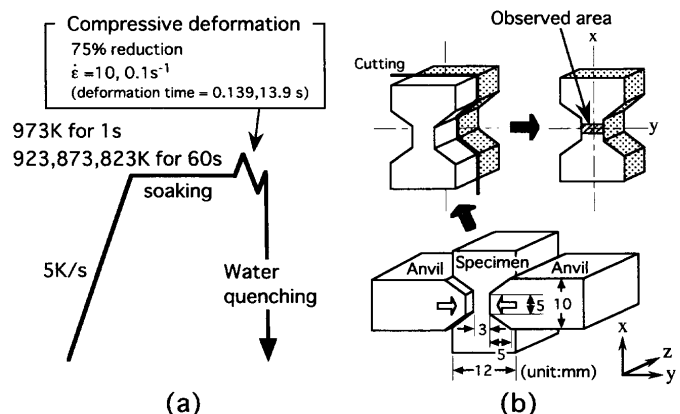 Compressive deformation
75% reduction
ε̇ =10, 0.1s⁻¹
(deformation time = 0.139,13.9 s)
973K for 1s
923,873,823K for 60s
soaking
5K/s
Water
quenching
(a)
Observed area
x
Cutting
y
Specimen
Anvil
Anvil
5
10
3
5
12
(unit:mm)
x
z
y
(b)